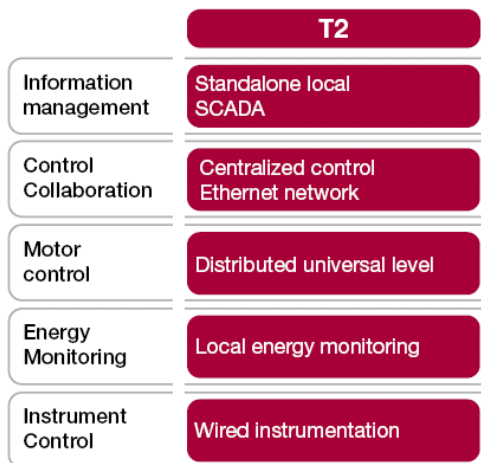 T2
Information
management
Standalone local
SCADA
Control
Collaboration
Centralized control
Ethernet network
Motor
control
Distributed universal level
Energy
Monitoring
Local energy monitoring
Instrument
Control
Wired instrumentation